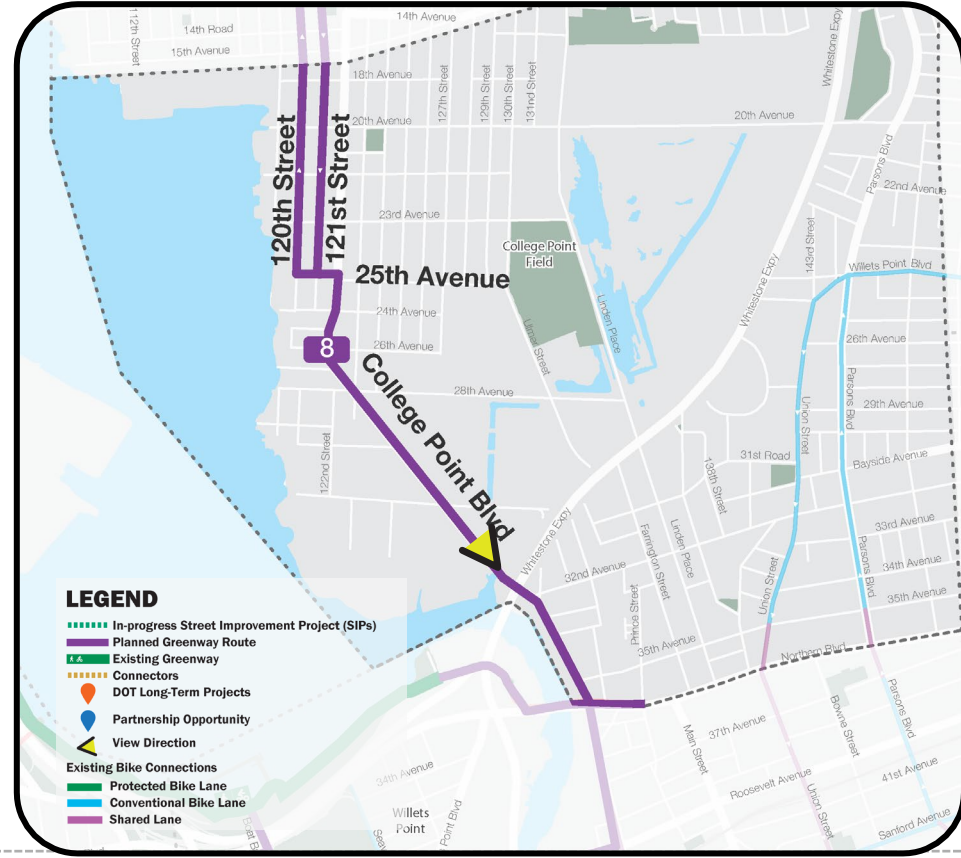 112th Street
14th Road
14th Avenue
15th Avenue
18th Avenue
127th Street
129th Street
130th Street
131nd Street
Whitestone Expy
20th Avenue
20th Avenue
Parsons Blvd
120th Street
121st Street
22nd Avenue
23rd Avenue
College Point
Field
143rd Street
25th Avenue
Willets Point Blvd
Whitestone Expy
Linden Place
Ulmer Street
24th Avenue
26th Avenue
26th Avenue
8
College Point Blvd
28th Avenue
Parsons Blvd
29th Avenue
Union Street
122nd Street
31st Road
Bayside Avenue
138th Street
33rd Avenue
Linden Place
Farrington Street
Whitestone Expy
32nd Avenue
34th Avenue
Parsons Blvd
Union Street
35th Avenue
Prince Street
35th Avenue
Northern Blvd
LEGEND
In-progress Street Improvement Project (SIPs)
Planned Greenway Route
Existing Greenway
Connectors
DOT Long-Term Projects
Partnership Opportunity
View Direction
Existing Bike Connections
Protected Bike Lane
Conventional Bike Lane
Shared Lane
37th Avenue
Main Street
Bowne Street
Parsons Blvd
34th Avenue
Roosevelt Avenue
41st Avenue
Union Street
Sanford Avenue
Willets
Point
Point Blvd